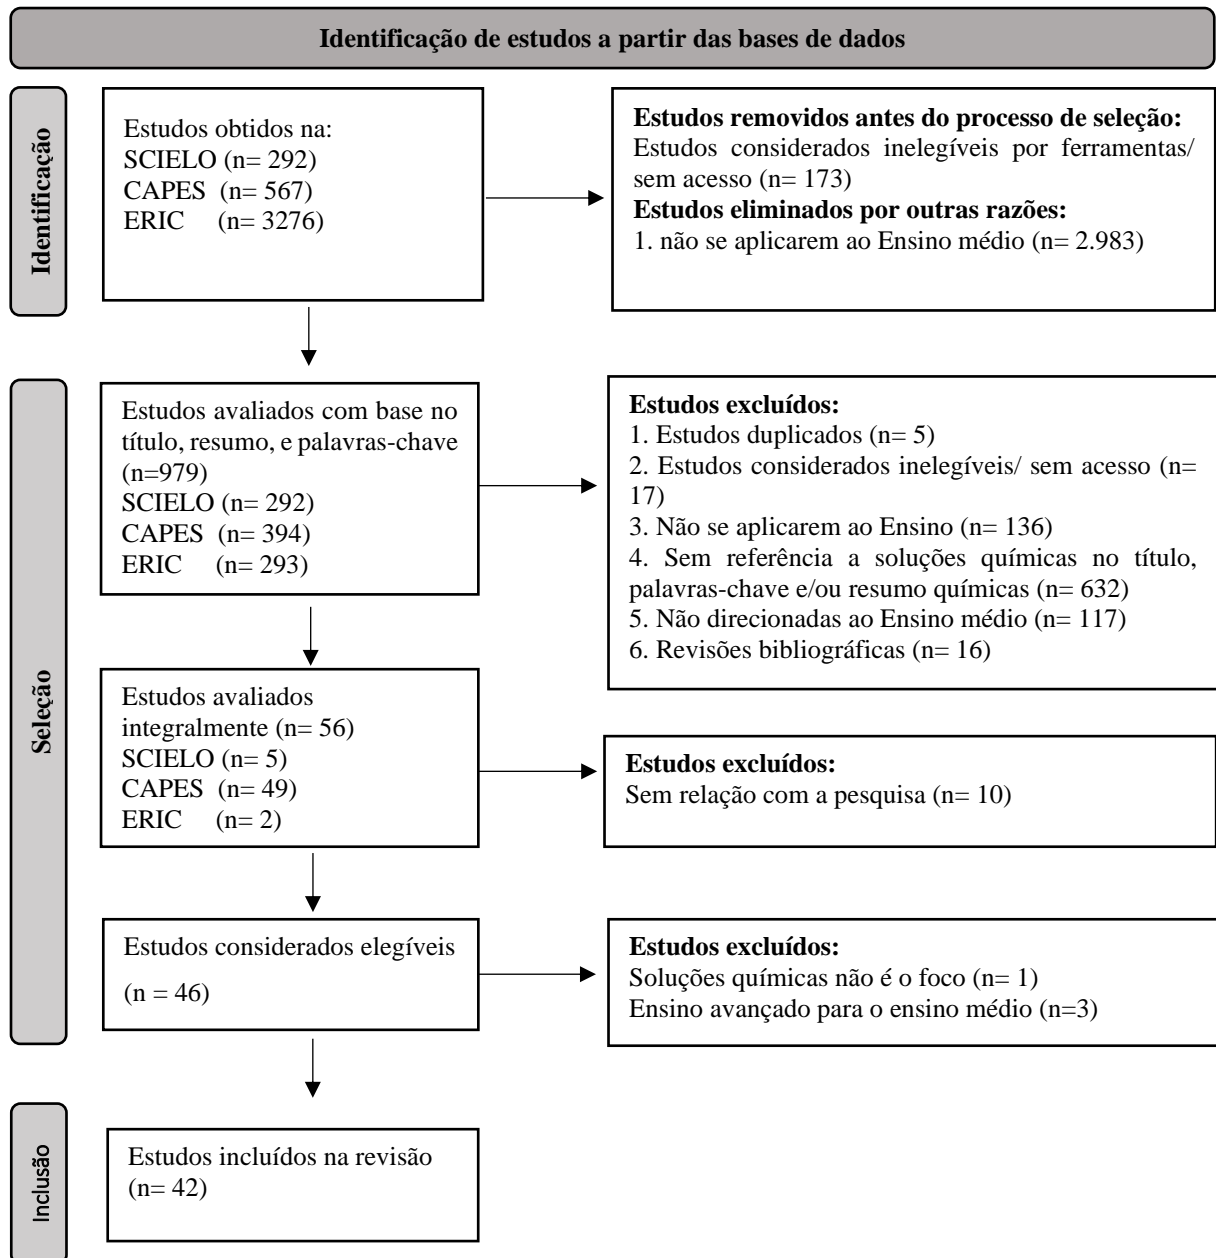 Identificação de estudos a partir das bases de dados
Identificação
Estudos obtidos na:
SCIELO (n= 292)
CAPES (n= 567)
ERIC (n= 3276)
Estudos removidos antes do processo de seleção:
Estudos considerados inelegíveis por ferramentas/
sem acesso (n= 173)
Estudos eliminados por outras razões:
1. não se aplicarem ao Ensino médio (n= 2.983)
Seleção
Estudos avaliados com base no
título, resumo, e palavras-chave
(n=979)
SCIELO (n= 292)
CAPES (n= 394)
ERIC (n= 293)
Estudos excluídos:
1. Estudos duplicados (n= 5)
2. Estudos considerados inelegíveis/ sem acesso (n=
17)
3. Não se aplicarem ao Ensino (n= 136)
4. Sem referência a soluções químicas no título,
palavras-chave e/ou resumo químicas (n= 632)
5. Não direcionadas ao Ensino médio (n= 117)
6. Revisões bibliográficas (n= 16)
Estudos avaliados
integralmente (n= 56)
SCIELO (n= 5)
CAPES (n= 49)
ERIC (n= 2)
Estudos excluídos:
Sem relação com a pesquisa (n= 10)
Estudos considerados elegíveis
(n = 46)
Estudos excluídos:
Soluções químicas não é o foco (n= 1)
Ensino avançado para o ensino médio (n=3)
Inclusão
Estudos incluídos na revisão
(n= 42)